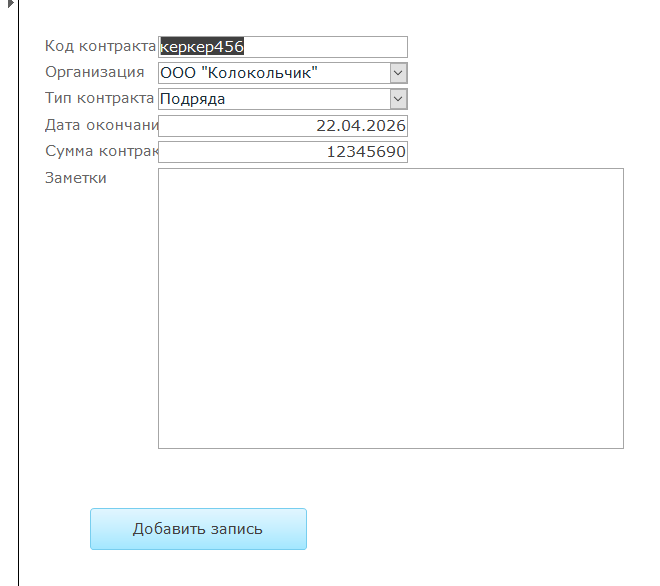 Код контракта керкер456
Организация ООО "Колокольчик"
Тип контракта Подряда
Дата окончани 22.04.2026
Сумма контрак 12345690
Заметки
Добавить запись